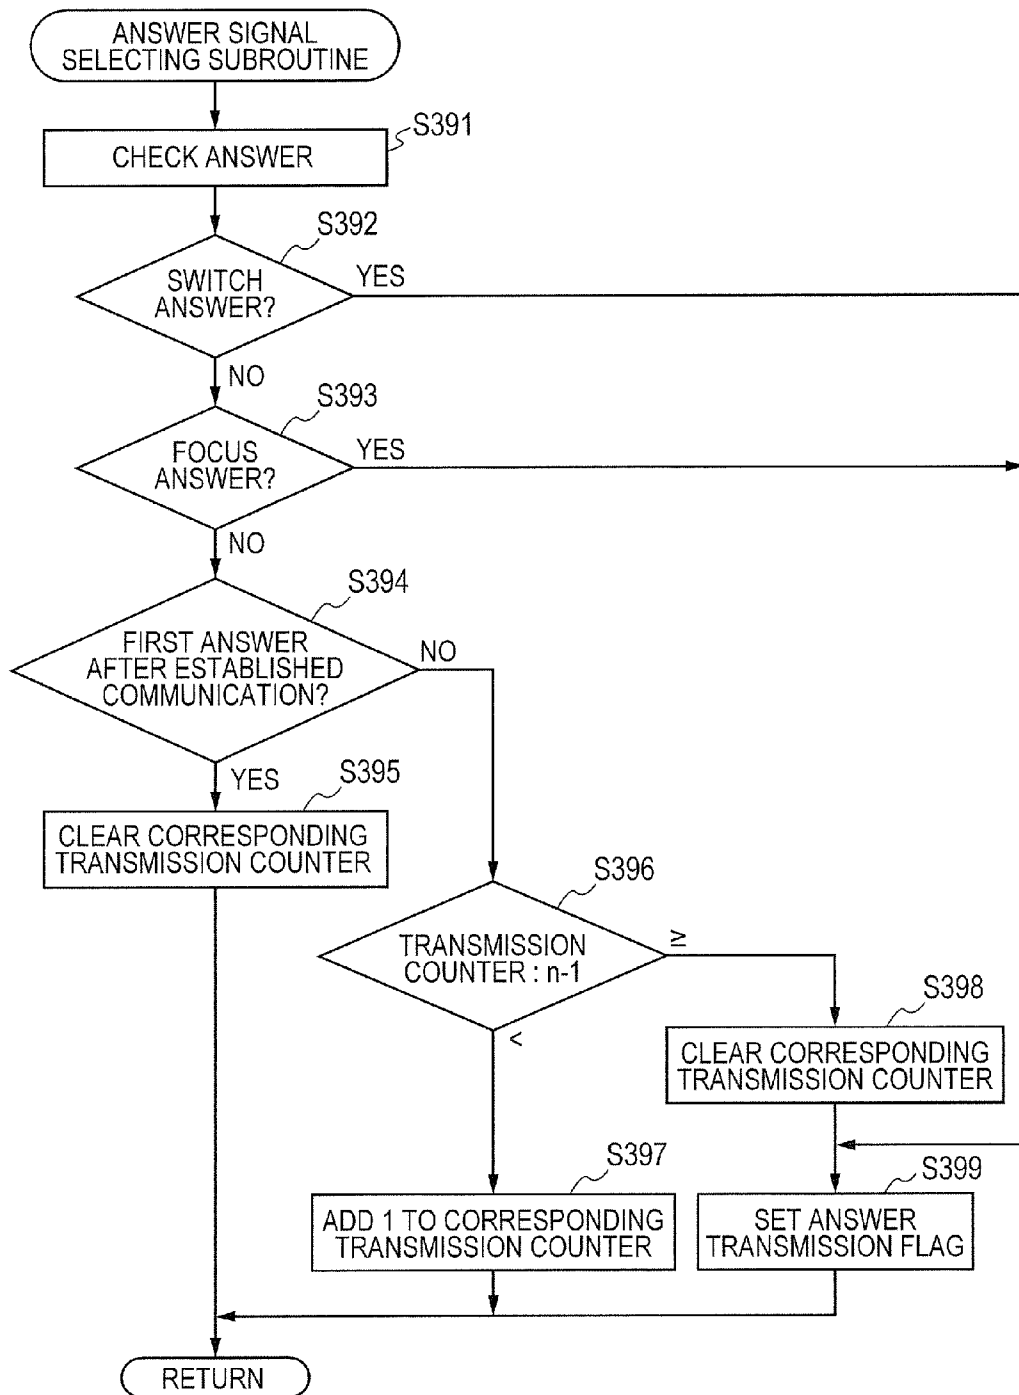 ANSWER SIGNAL
SELECTING SUBROUTINE
S391
CHECK ANSWER
S392
SWITCH
ANSWER?
YES
NO
S393
FOCUS
ANSWER?
YES
NO
S394
FIRST ANSWER
AFTER ESTABLISHED
COMMUNICATION?
NO
YES
S395
CLEAR CORRESPONDING
TRANSMISSION COUNTER
S396
TRANSMISSION
COUNTER : n-1
≥
<
S398
CLEAR CORRESPONDING
TRANSMISSION COUNTER
S397
ADD 1 TO CORRESPONDING
TRANSMISSION COUNTER
S399
SET ANSWER
TRANSMISSION FLAG
RETURN